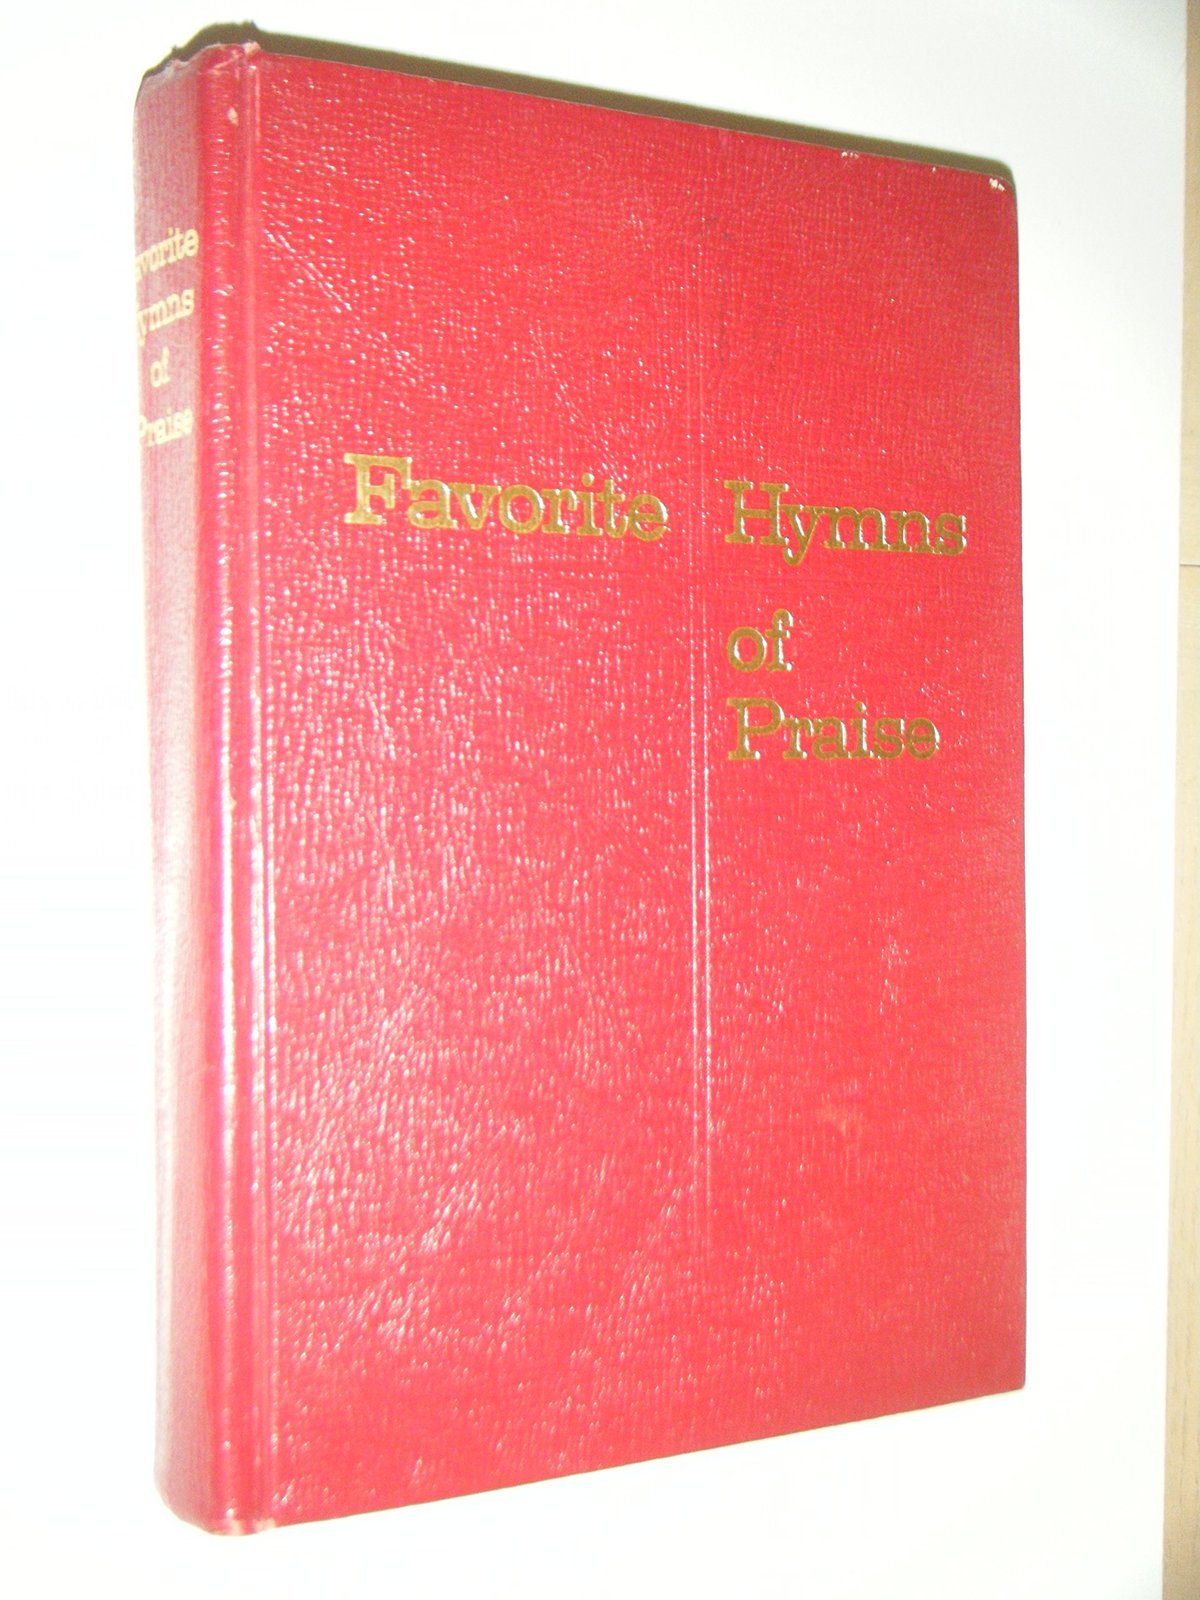 Favorite
Hymns
of
Praise
Favorite Hymns
of
Praise